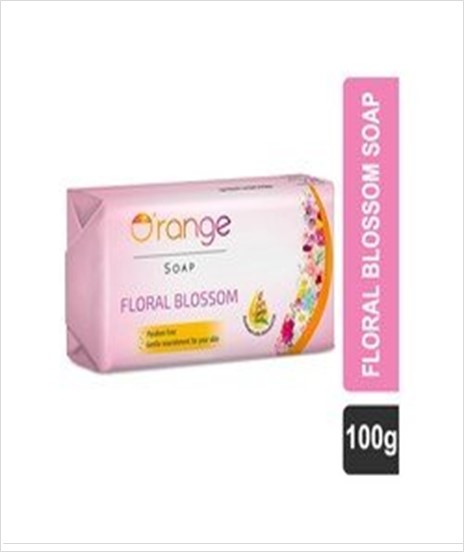 O'range
SOAP
FLORAL BLOSSOM
Paraben free
Gentle nourishment for your skin
FLORAL BLOSSOM SOAP
100g